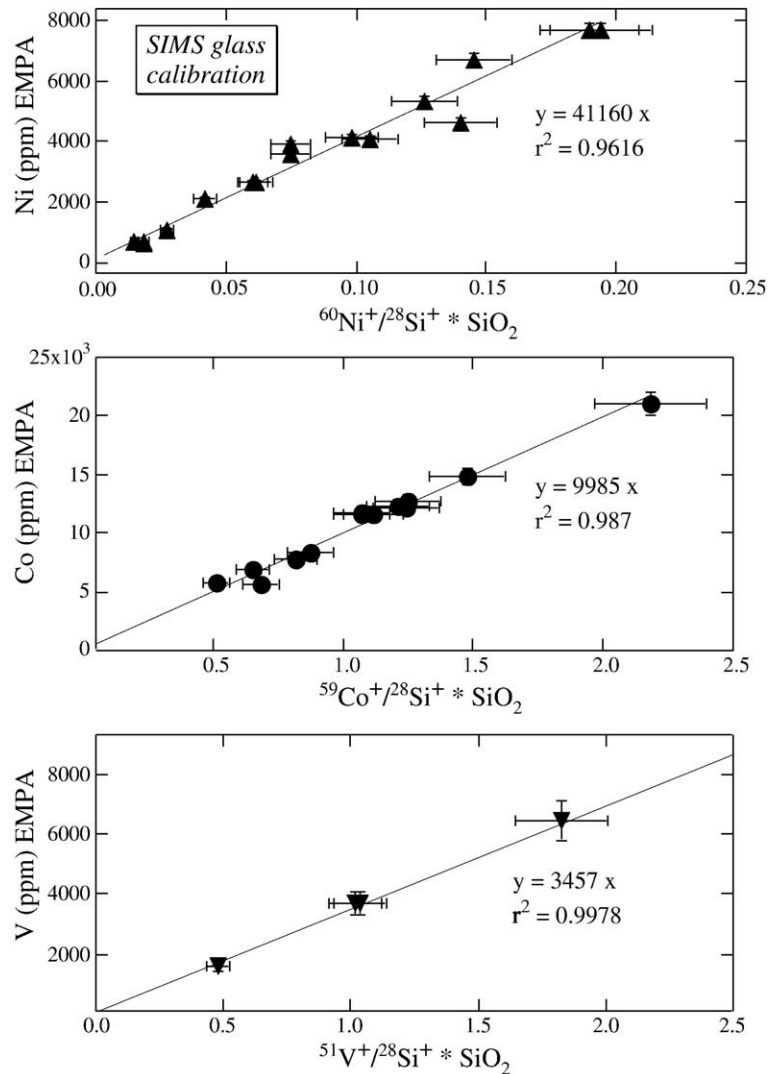 SIMS glass
calibration
Ni (ppm) EMPA
8000
6000
4000
2000
0
y = 41160 x
r² = 0.9616
0.00 0.05 0.10 0.15 0.20 0.25
⁶⁰Ni⁺/²⁸Si⁺ * SiO₂
Co (ppm) EMPA
25x10³
20
15
10
5
0
y = 9985 x
r² = 0.987
0.5 1.0 1.5 2.0 2.5
⁵⁹Co⁺/²⁸Si⁺ * SiO₂
V (ppm) EMPA
8000
6000
4000
2000
y = 3457 x
r² = 0.9978
0.0 0.5 1.0 1.5 2.0 2.5
⁵¹V⁺/²⁸Si⁺ * SiO₂